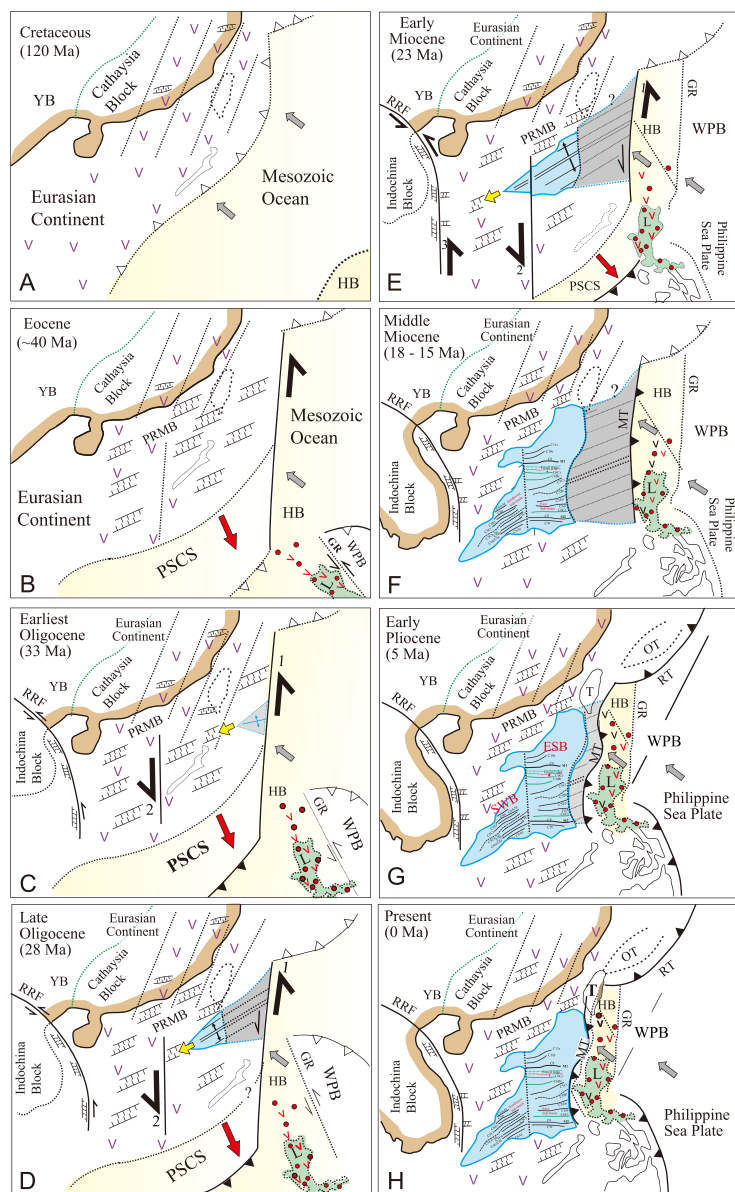 Cretaceous
(120 Ma)
Eurasian
Continent
Cathaysia
Block
YB
Eurasian
Continent
Mesozoic
Ocean
A
HB
Eocene
(~40 Ma)
Eurasian
Continent
Cathaysia
Block
YB
PRMB
Mesozoic
Ocean
Eurasian
Continent
HB
PSCS
WPB
GR
L
B
Earliest
Oligocene
(33 Ma)
Eurasian
Continent
YB
Cathaysia
Block
RRF
PRMB
1
Indochina
Block
2
HB
GR
WPB
PSCS
L
C
Late
Oligocene
(28 Ma)
Eurasian
Continent
YB
Cathaysia
Block
RRF
1
PRMB
Indochina
Block
GR
WPB
HB
2
?
L
PSCS
D
Early
Miocene
(23 Ma)
Eurasian
Continent
YB
Cathaysia
Block
RRF
?
1
GR
HB
WPB
PRMB
Indochina
Block
L
Philippine
Sea Plate
3
2
PSCS
E
Middle
Miocene
(18 - 15 Ma)
Eurasian
Continent
YB
Cathaysia
Block
RRF
?
GR
HB
PRMB
MT
WPB
Indochina
Block
L
Philippine
Sea Plate
F
Early
Pliocene
(5 Ma)
Eurasian
Continent
OT
RT
YB
Cathaysia
Block
RRF
T
HB
GR
PRMB
WPB
ESB
MT
Indochina
Block
SWB
L
Philippine
Sea Plate
G
Present
(0 Ma)
Eurasian
Continent
OT
RT
YB
Cathaysia
Block
RRF
T
HB
GR
PRMB
WPB
MT
Indochina
Block
L
Philippine
Sea Plate
H